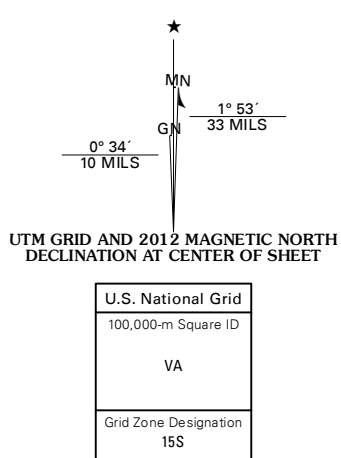 ★
MN
1° 53´
33 MILS
GN
0° 34´
10 MILS
UTM GRID AND 2012 MAGNETIC NORTH
DECLINATION AT CENTER OF SHEET
U.S. National Grid
100,000-m Square ID
VA
Grid Zone Designation
15S